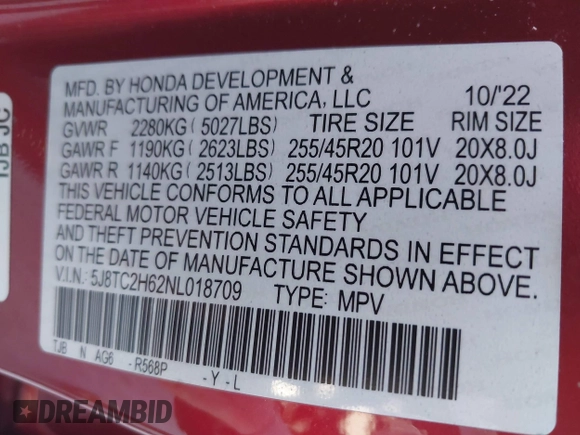 MFD. BY HONDA DEVELOPMENT &
MANUFACTURING OF AMERICA, LLC 10/'22
GVWR 2280KG ( 5027LBS) TIRE SIZE RIM SIZE
GAWR F 1190KG ( 2623LBS) 255/45R20 101V 20X8.0J
GAWR R 1140KG ( 2513LBS) 255/45R20 101V 20X8.0J
THIS VEHICLE CONFORMS TO ALL APPLICABLE
FEDERAL MOTOR VEHICLE SAFETY
AND THEFT PREVENTION STANDARDS IN EFFECT
ON THE DATE OF MANUFACTURE SHOWN ABOVE.
V.I.N.: 5J8TC2H62NL018709 TYPE: MPV
TJB N AG6 - R568P - Y - L
TJB JC
DREAMBID